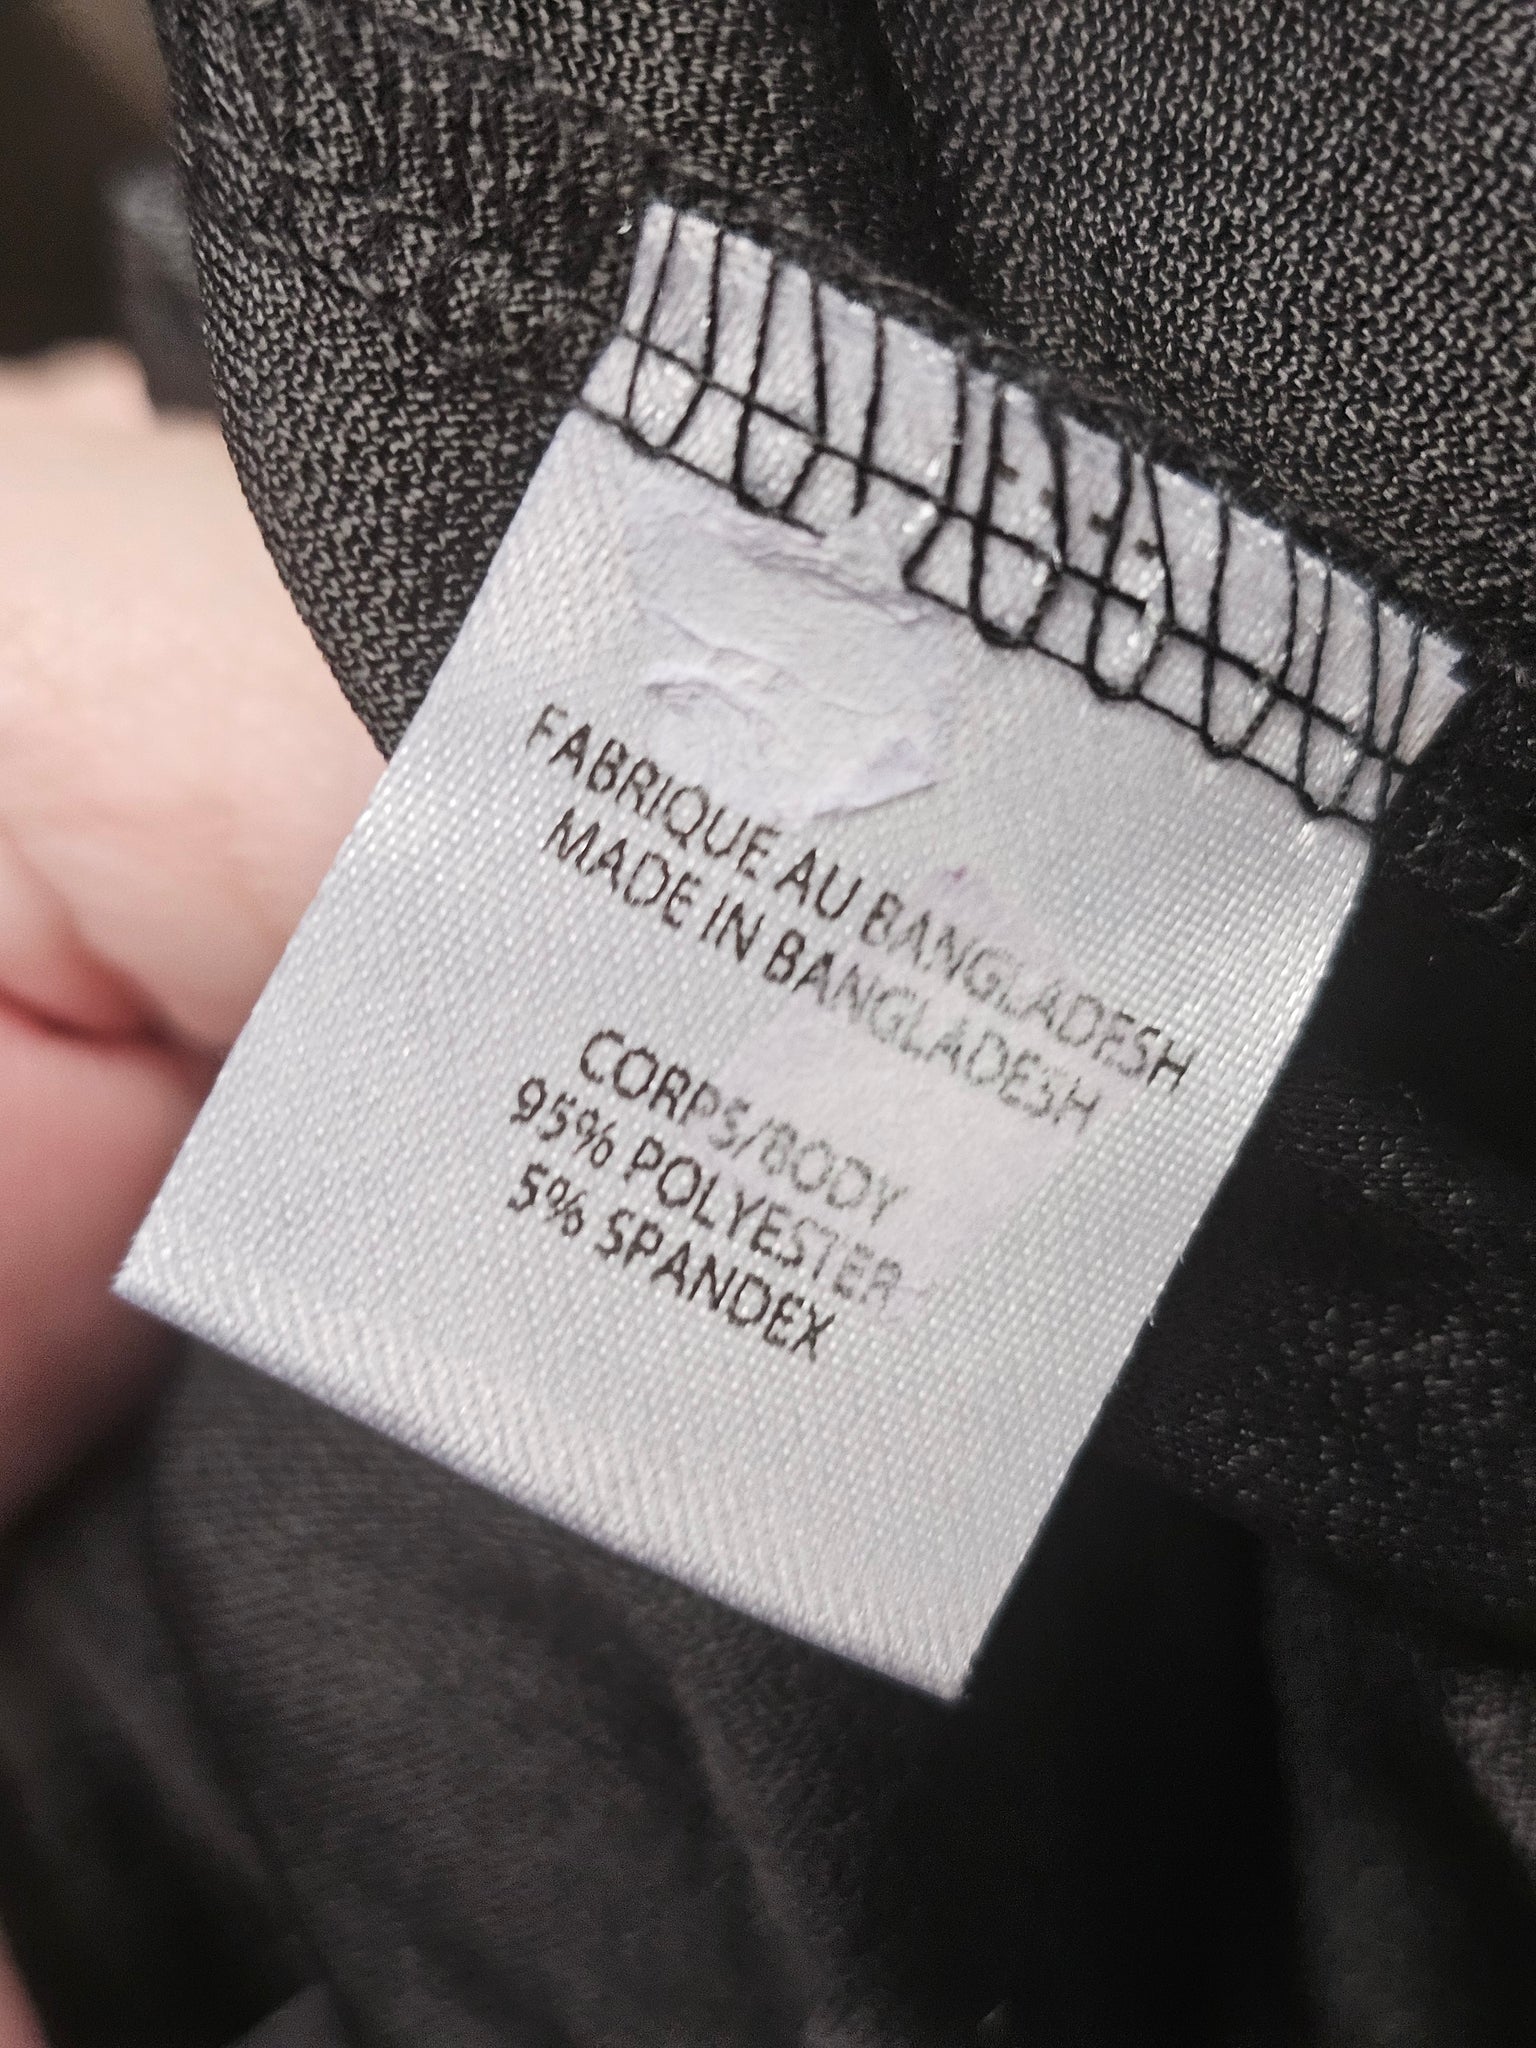 FABRIQUE AU BANGLADESH
MADE IN BANGLADESH
CORPS/BODY
95% POLYESTER
5% SPANDEX